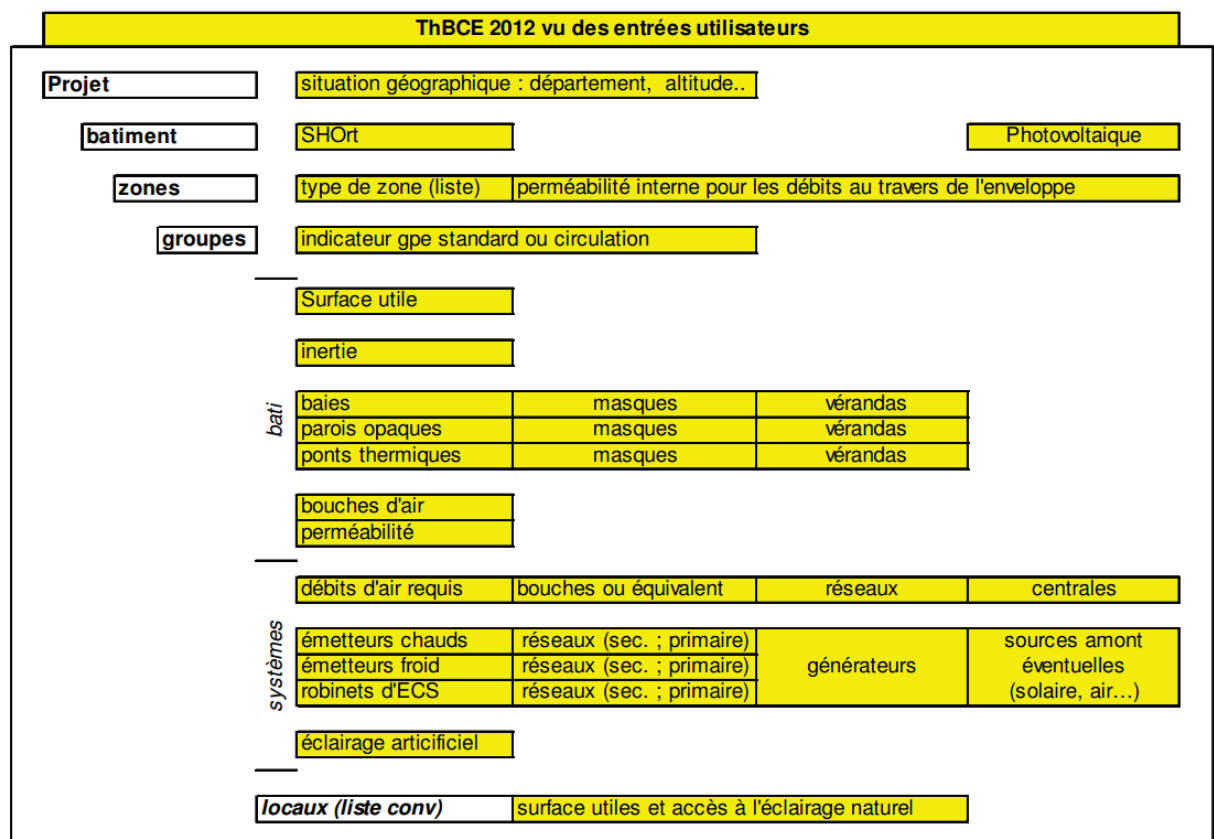 ThBCE 2012 vu des entrées utilisateurs
Projet situation géographique : département, altitude..
batiment SHOrt Photovoltaique
zones type de zone (liste) perméabilité interne pour les débits au travers de l'enveloppe
groupes indicateur gpe standard ou circulation
bati
Surface utile
inertie
baies masques vérandas
parois opaques masques vérandas
ponts thermiques masques vérandas
bouches d'air
perméabilité
systèmes
débits d'air requis bouches ou équivalent réseaux centrales
émetteurs chauds réseaux (sec. ; primaire)
émetteurs froid réseaux (sec. ; primaire)
robinets d'ECS réseaux (sec. ; primaire)
générateurs
sources amont
éventuelles
(solaire, air…)
éclairage articificiel
locaux (liste conv) surface utiles et accès à l'éclairage naturel